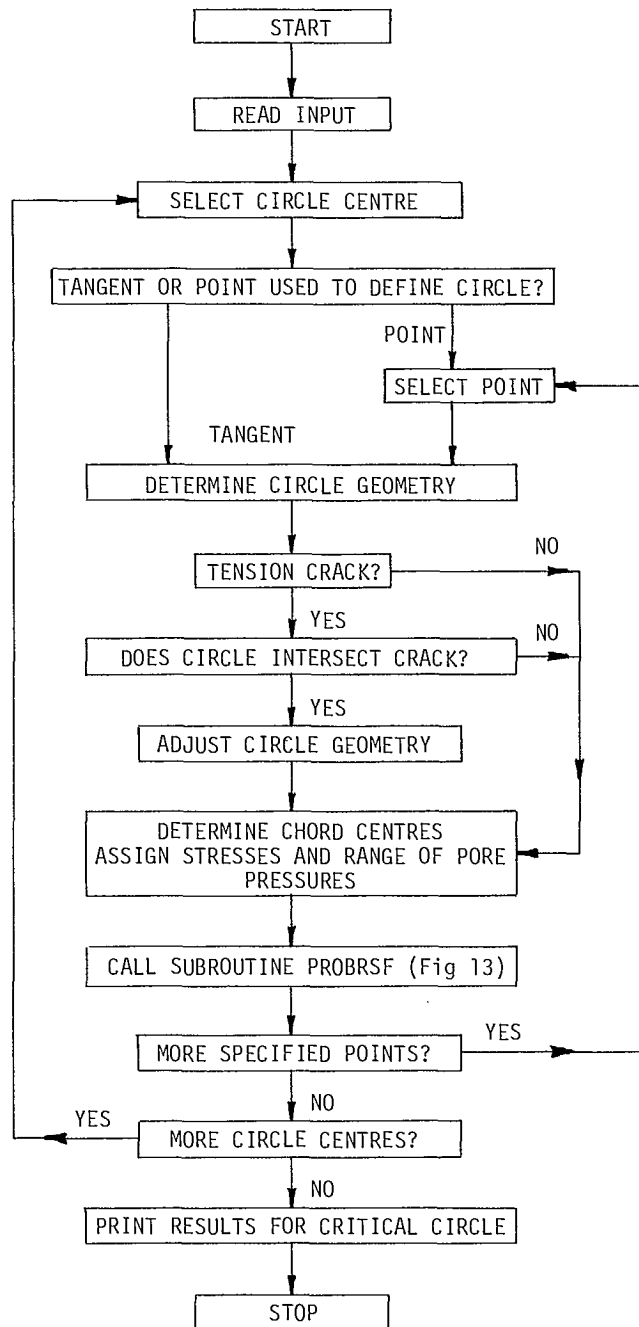 START
READ INPUT
SELECT CIRCLE CENTRE
TANGENT OR POINT USED TO DEFINE CIRCLE?
POINT
SELECT POINT
TANGENT
DETERMINE CIRCLE GEOMETRY
NO
TENSION CRACK?
YES
NO
DOES CIRCLE INTERSECT CRACK?
YES
ADJUST CIRCLE GEOMETRY
DETERMINE CHORD CENTRES
ASSIGN STRESSES AND RANGE OF PORE
PRESSURES
CALL SUBROUTINE PROBRSF (Fig 13)
YES
MORE SPECIFIED POINTS?
NO
YES
MORE CIRCLE CENTRES?
NO
PRINT RESULTS FOR CRITICAL CIRCLE
STOP